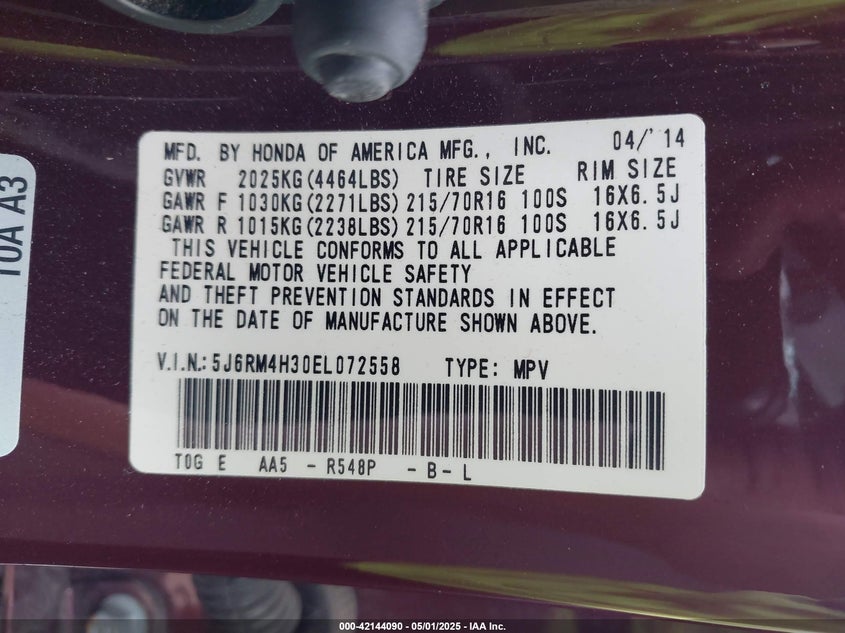 MFD. BY HONDA OF AMERICA MFG., INC. 04/'14
GVWR 2025KG(4464LBS) TIRE SIZE RIM SIZE
GAWR F 1030KG(2271LBS) 215/70R16 100S 16X6.5J
GAWR R 1015KG(2238LBS) 215/70R16 100S 16X6.5J
THIS VEHICLE CONFORMS TO ALL APPLICABLE
FEDERAL MOTOR VEHICLE SAFETY
AND THEFT PREVENTION STANDARDS IN EFFECT
ON THE DATE OF MANUFACTURE SHOWN ABOVE.
V.I.N.: 5J6RM4H30EL072558 TYPE: MPV
TOG E AA5 - R548P - B - L
10A A3
000-42144090 - 05/01/2025 - IAA Inc.